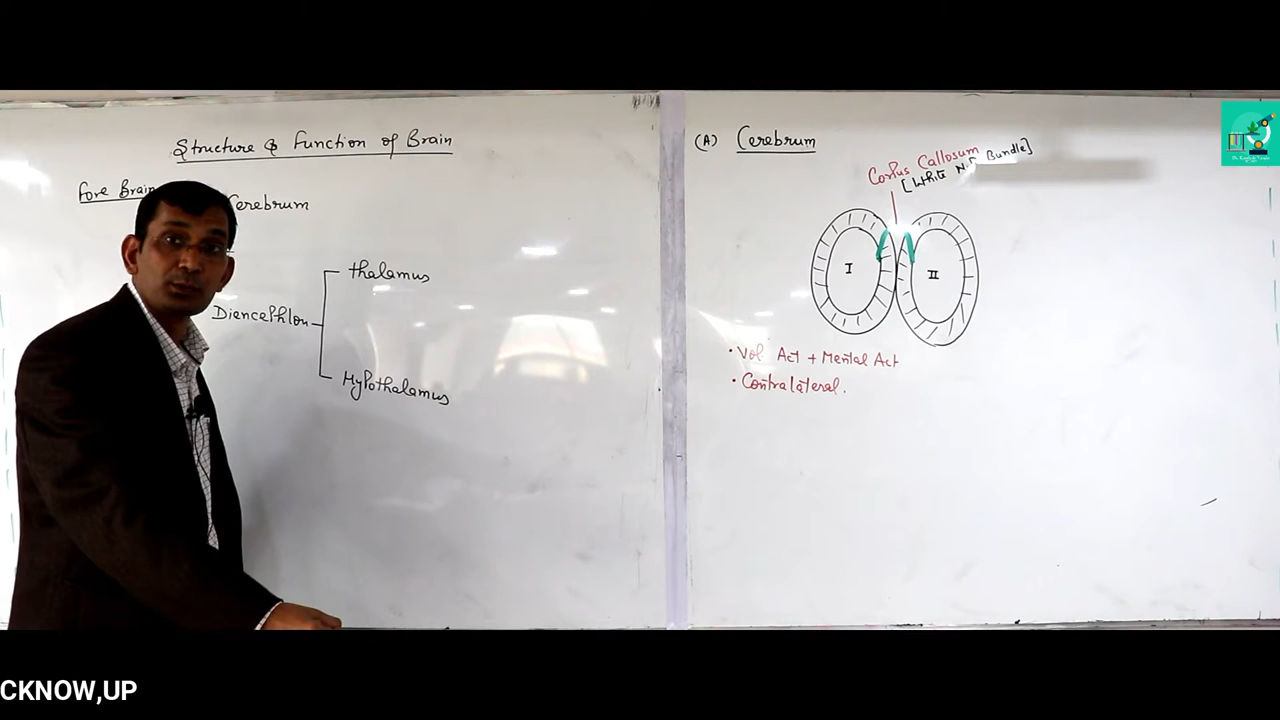 Structure & Function of Brain
Fore Brain
Cerebrum
Diencephlon
thalamus
Hypothalamus
(A) Cerebrum
Corpus Callosum
[White N.F Bundle]
I
II
• Vol Act + Mental Act
• Contralateral.
CKNOW,UP